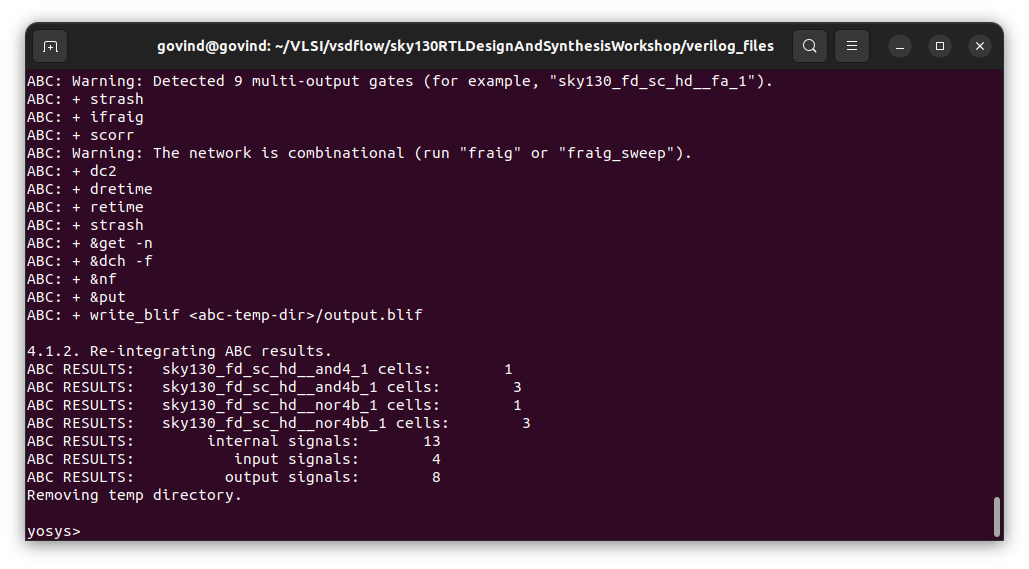 govind@govind: ~/VLSI/vsdflow/sky130RTLDesignAndSynthesisWorkshop/verilog_files
ABC: Warning: Detected 9 multi-output gates (for example, "sky130_fd_sc_hd__fa_1").
ABC: + strash
ABC: + ifraig
ABC: + scorr
ABC: Warning: The network is combinational (run "fraig" or "fraig_sweep").
ABC: + dc2
ABC: + dretime
ABC: + retime
ABC: + strash
ABC: + &get -n
ABC: + &dch -f
ABC: + &nf
ABC: + &put
ABC: + write_blif <abc-temp-dir>/output.blif
4.1.2. Re-integrating ABC results.
ABC RESULTS:   sky130_fd_sc_hd__and4_1 cells:        1
ABC RESULTS:   sky130_fd_sc_hd__and4b_1 cells:        3
ABC RESULTS:   sky130_fd_sc_hd__nor4b_1 cells:        1
ABC RESULTS:   sky130_fd_sc_hd__nor4bb_1 cells:        3
ABC RESULTS:        internal signals:       13
ABC RESULTS:           input signals:        4
ABC RESULTS:          output signals:        8
Removing temp directory.
yosys>